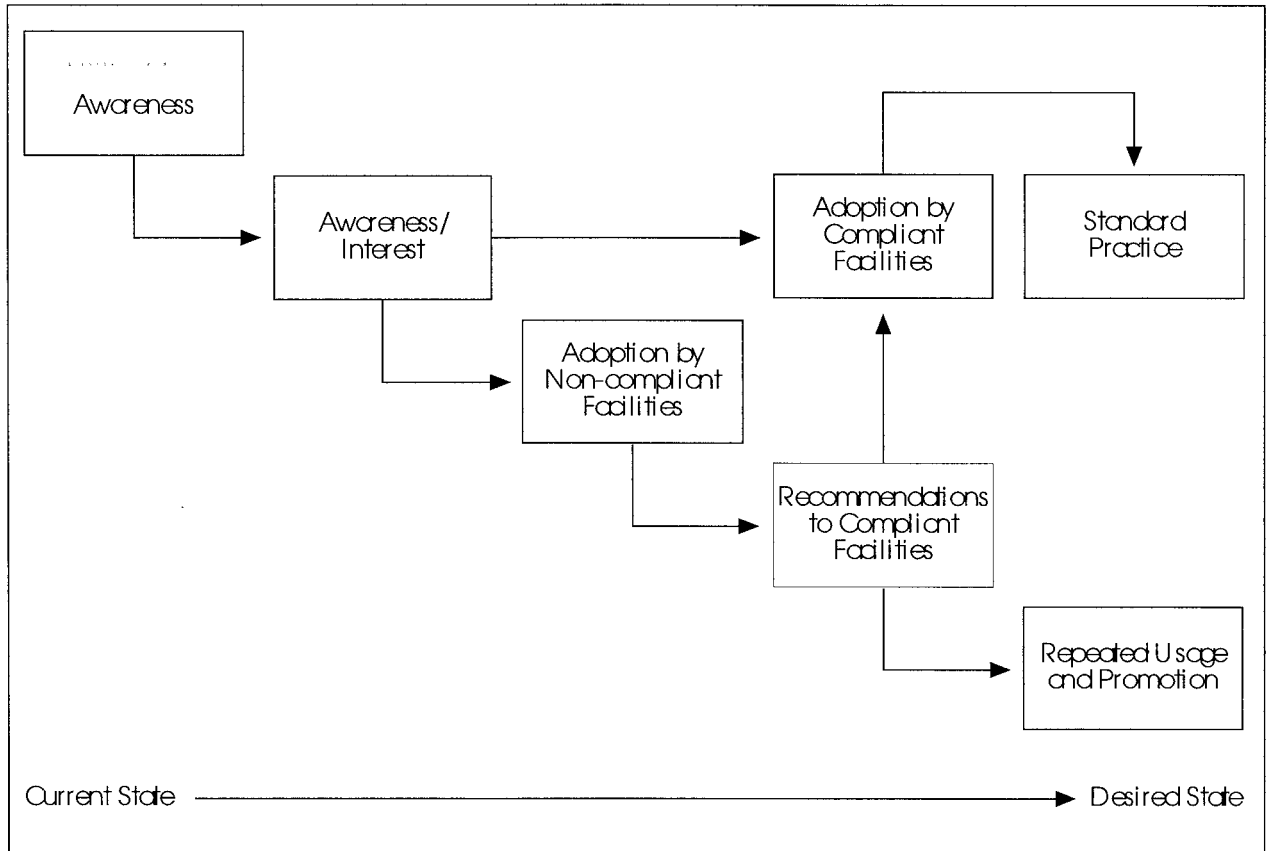 Awareness
Awareness/
Interest
Adoption by
Compliant
Facilities
Standard
Practice
Adoption by
Non-compliant
Facilities
Recommendations
to Compliant
Facilities
Repeated Usage
and Promotion
Current State
Desired State